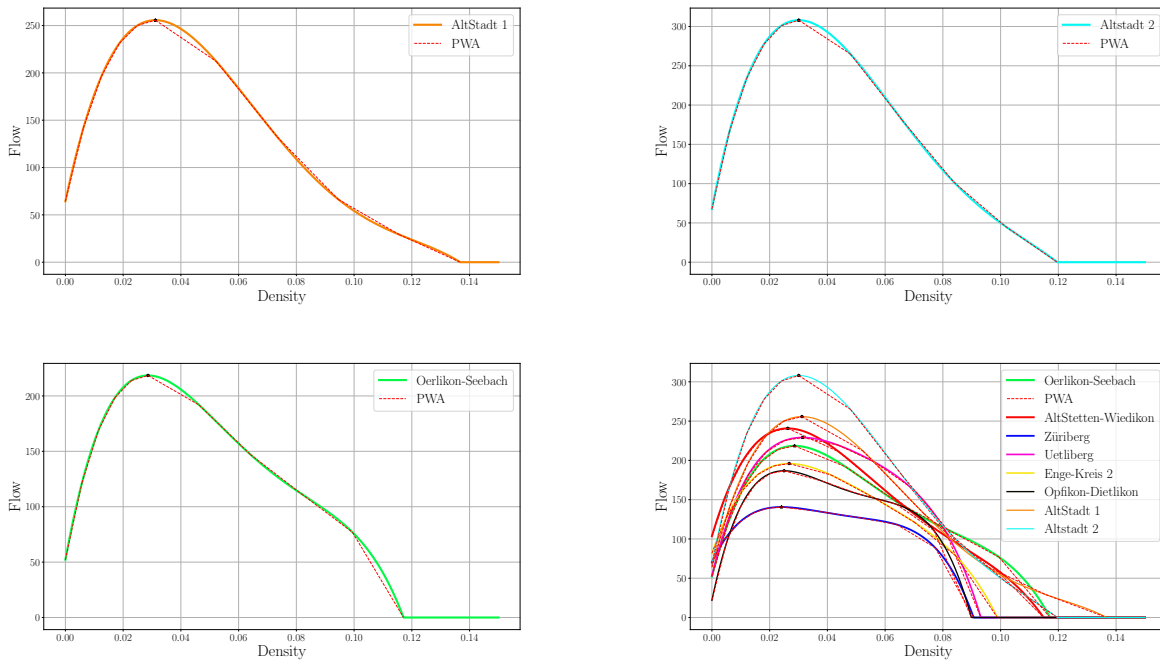 250
200
150
100
50
0
Flow
AltStadt 1
PWA
0.00 0.02 0.04 0.06 0.08 0.10 0.12 0.14
Density
300
250
200
150
100
50
0
Flow
Altstadt 2
PWA
0.00 0.02 0.04 0.06 0.08 0.10 0.12 0.14
Density
200
150
100
50
0
Flow
Oerlikon-Seebach
PWA
0.00 0.02 0.04 0.06 0.08 0.10 0.12 0.14
Density
300
250
200
150
100
50
0
Flow
Oerlikon-Seebach
PWA
AltStetten-Wiedikon
Züriberg
Uetliberg
Enge-Kreis 2
Opfikon-Dietlikon
AltStadt 1
Altstadt 2
0.00 0.02 0.04 0.06 0.08 0.10 0.12 0.14
Density